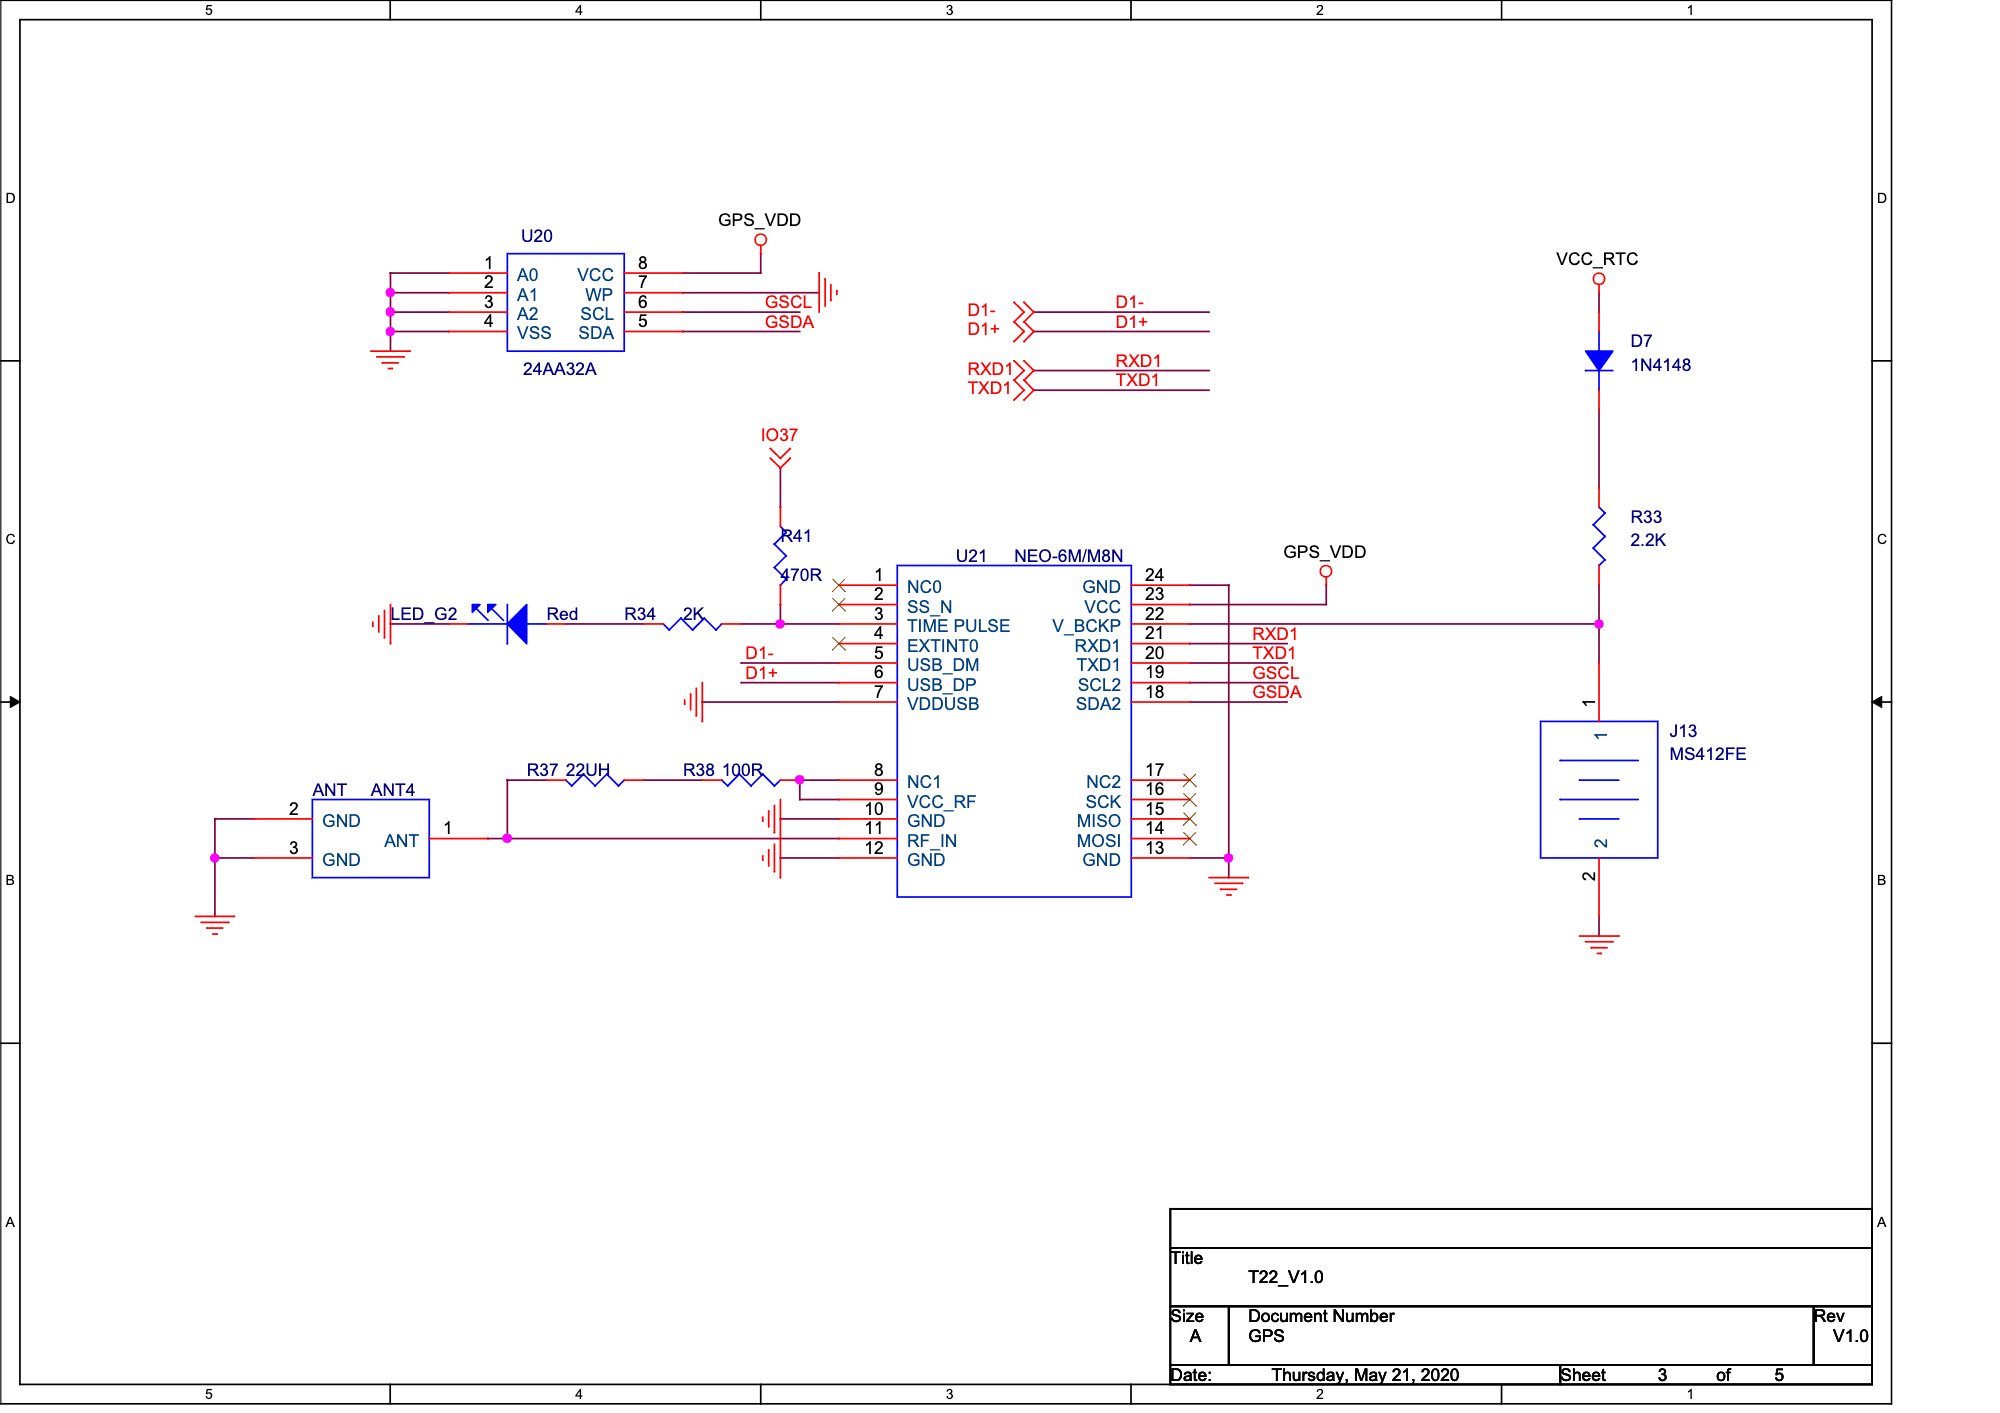 5 4 3 2 1
D D
C C
B B
A A
U20
1 A0 VCC 8
2 A1 WP 7
3 A2 SCL 6
4 VSS SDA 5
24AA32A
GPS_VDD
GSCL
GSDA
D1- D1-
D1+ D1+
RXD1 RXD1
TXD1 TXD1
VCC_RTC
D7
1N4148
R33
2.2K
IO37
R41
470R
LED_G2 Red R34 2K
D1-
D1+
U21 NEO-6M/M8N
1 NC0 GND 24
2 SS_N VCC 23
3 TIME PULSE V_BCKP 22
4 EXTINT0 RXD1 21
5 USB_DM TXD1 20
6 USB_DP SCL2 19
7 VDDUSB SDA2 18
8 NC1 NC2 17
9 VCC_RF SCK 16
10 GND MISO 15
11 RF_IN MOSI 14
12 GND GND 13
GPS_VDD
RXD1
TXD1
GSCL
GSDA
1
1
J13
MS412FE
2
2
R37 22UH R38 100R
ANT ANT4
2 GND
ANT 1
3 GND
Title
T22_V1.0
Size Document Number Rev
A GPS V1.0
Date: Thursday, May 21, 2020 Sheet 3 of 5
5 4 3 2 1